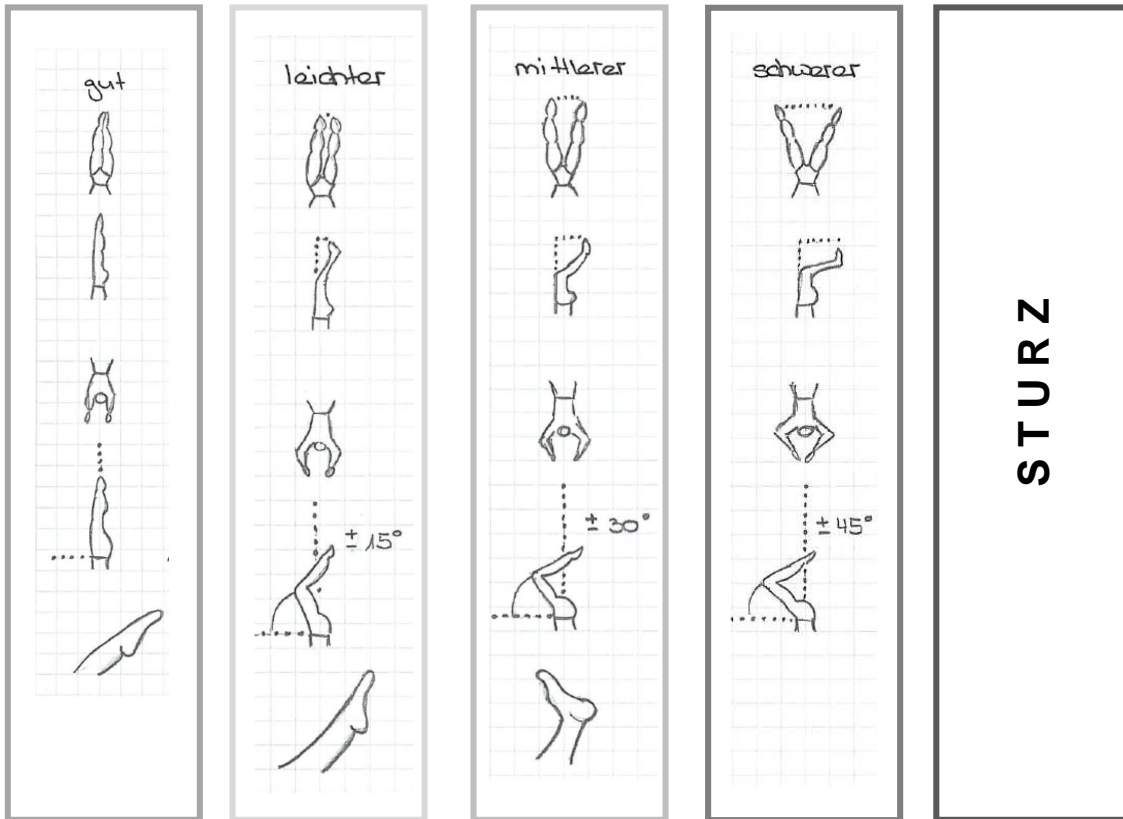 gut
leichter
± 15°
mittlerer
± 30°
schwerer
± 45°
STURZ